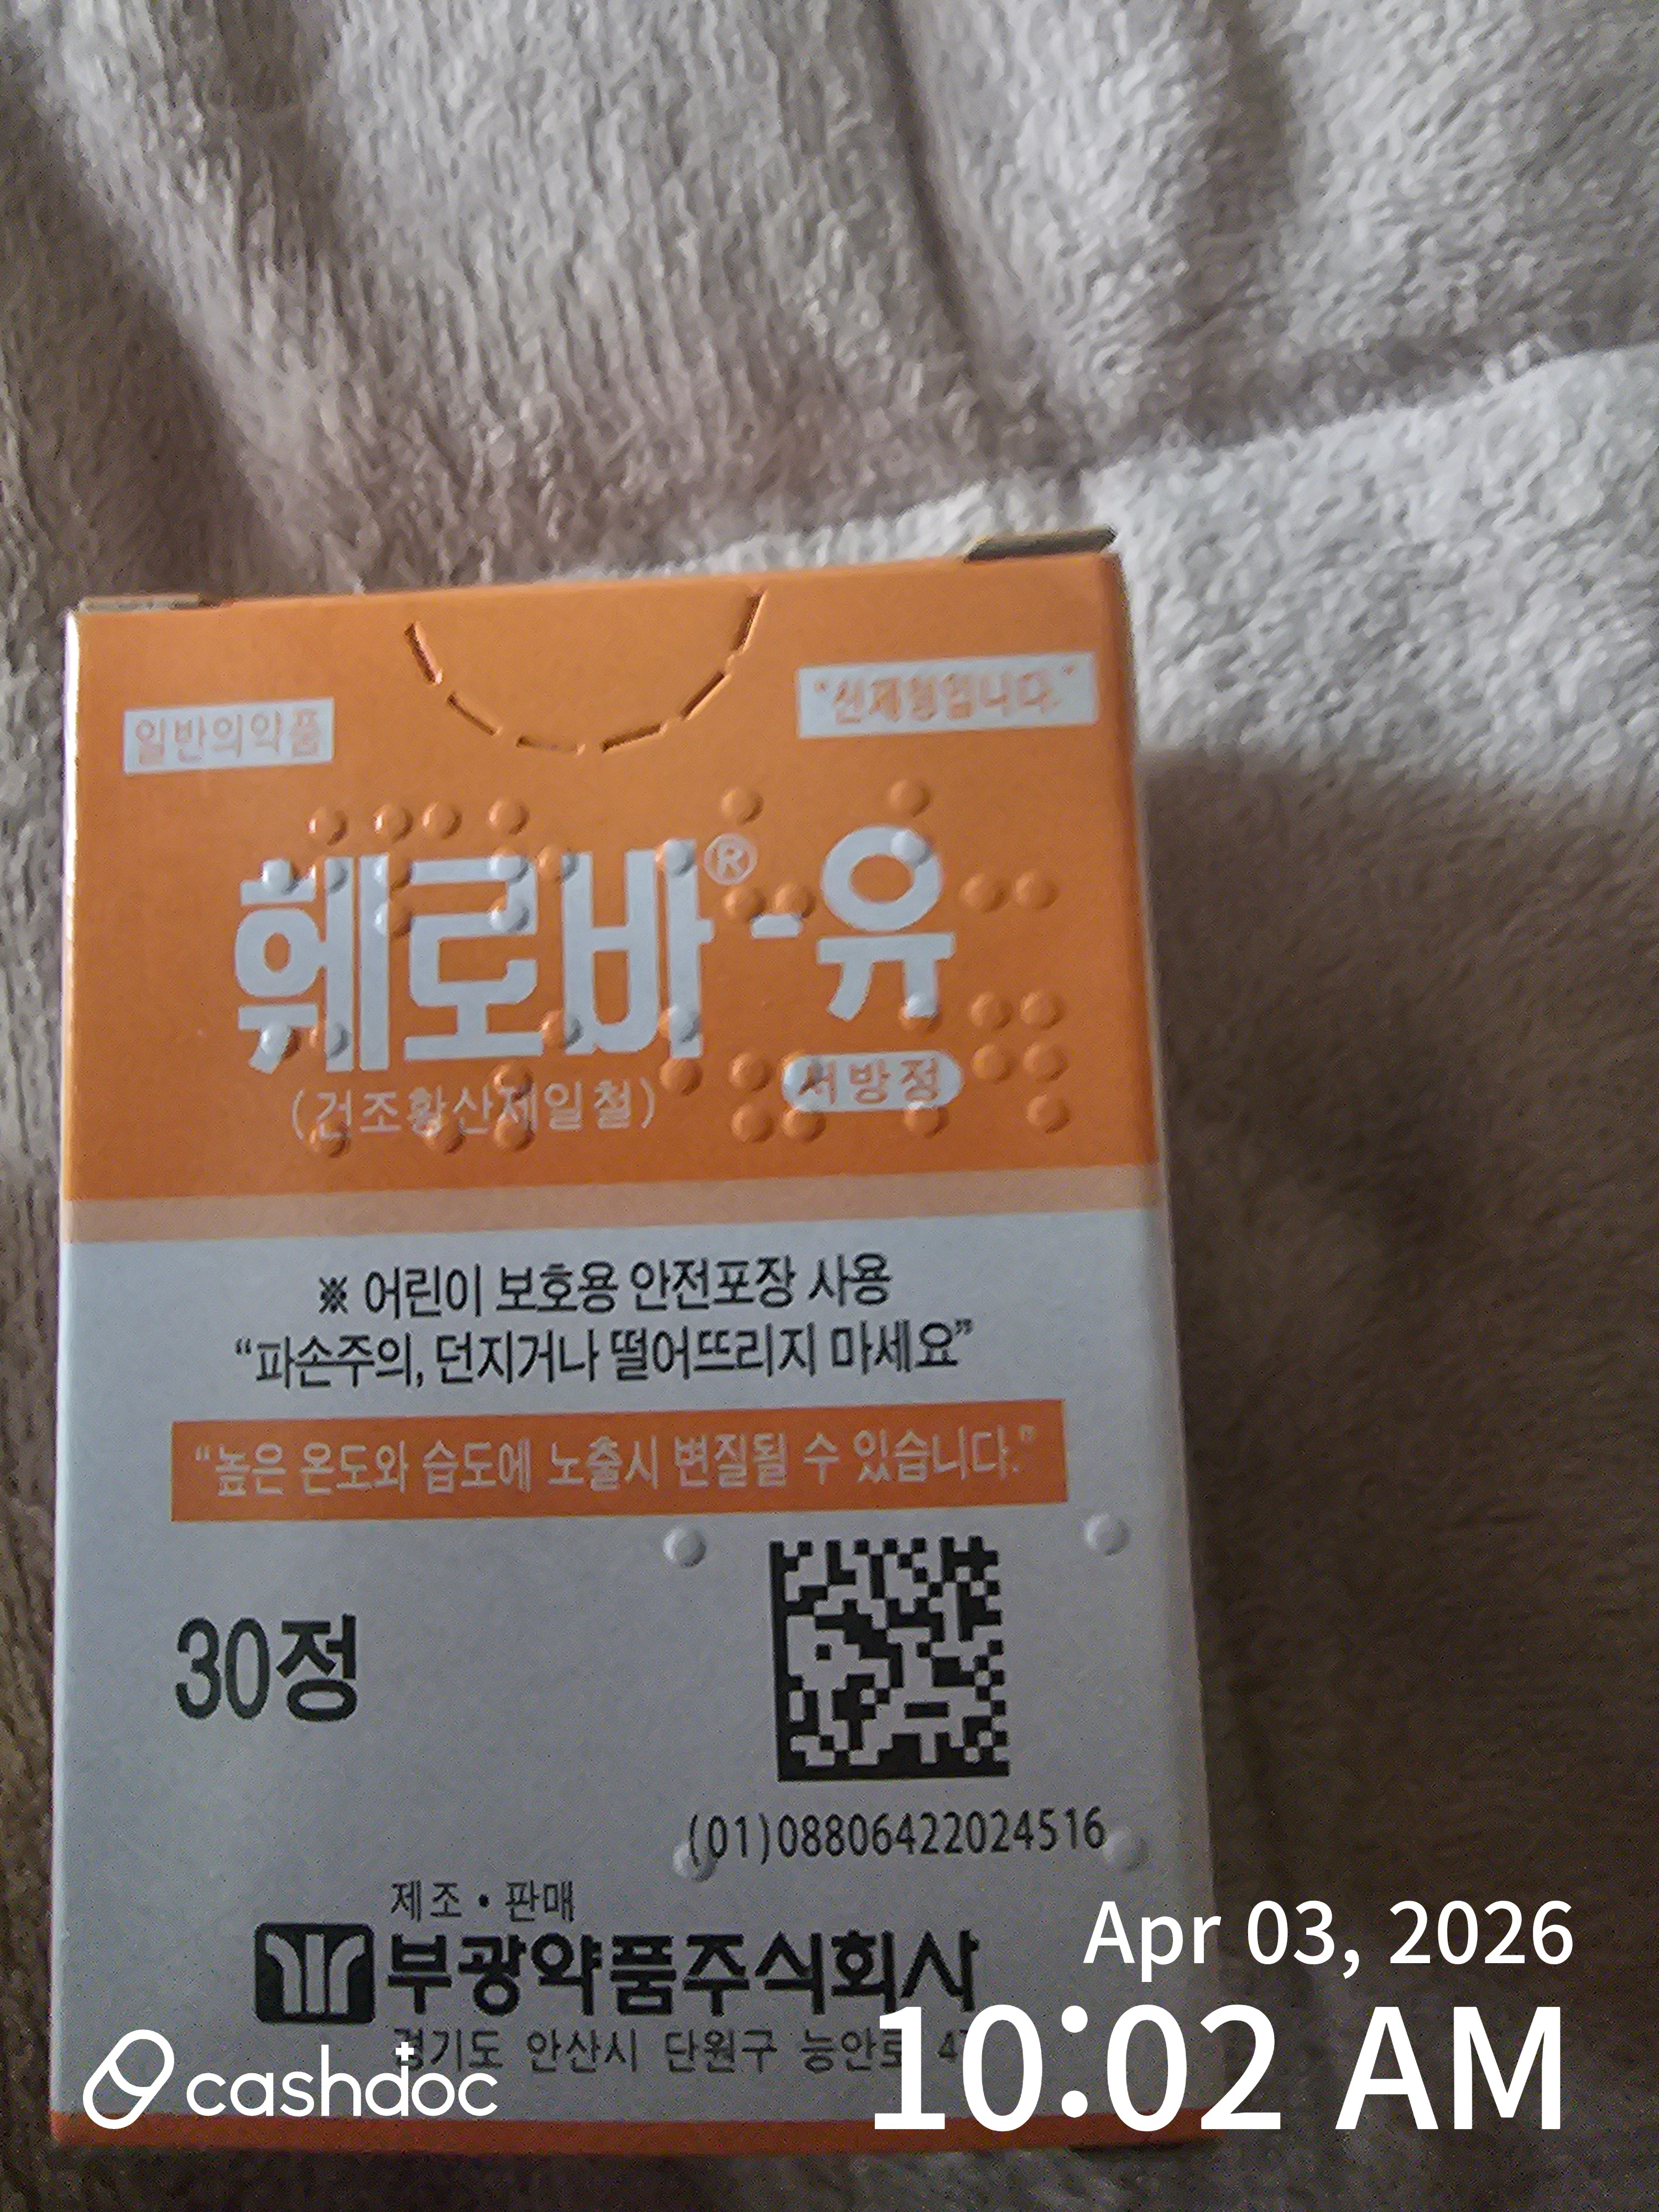 일반의약품
"신제형입니다."
훼로바®-유
서방정
(건조황산제일철)
※ 어린이 보호용 안전포장 사용
"파손주의, 던지거나 떨어뜨리지 마세요"
"높은 온도와 습도에 노출시 변질될 수 있습니다."
30정
(01)08806422024516
제조・판매
부광약품주식회사
경기도 안산시 단원구 능안로
Apr 03, 2026
10:02 AM
cashdoc